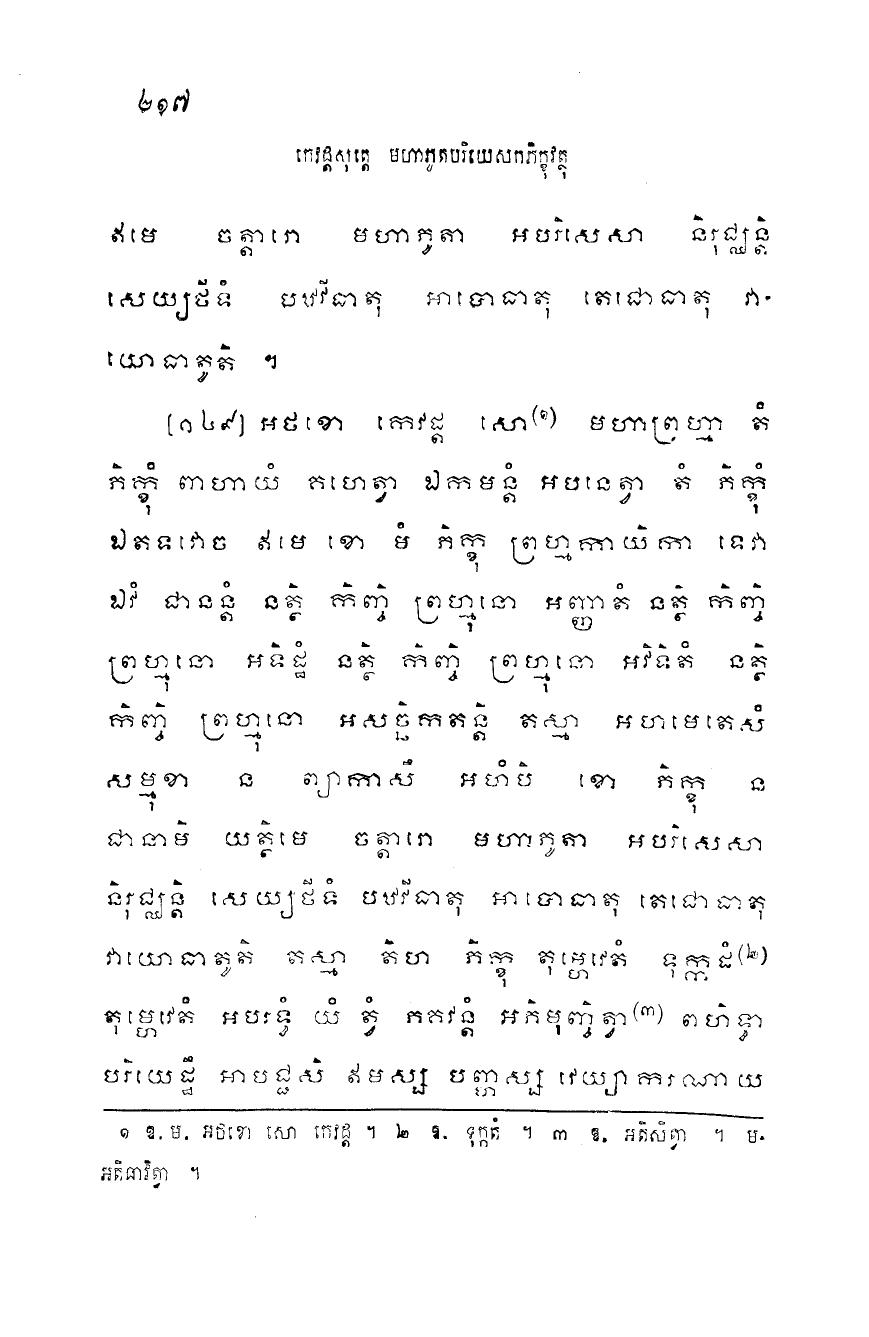 ២១៧
កេវដ្ដសុត្តេ មហាភូតបរិយេសកភិក្ខុវត្ថុ
ឥមេ ចត្តារោ មហាភូតា អបរិសេសា និរុជ្ឈន្តិ
សេយ្យថីទំ បឋវីធាតុ អាបោធាតុ តេជោធាតុ វា-
យោធាតូតិ ។
[១៤៩] អថខោ កេវដ្ដ សោ(១) មហាព្រហ្មា តំ
ភិក្ខុំ ពាហាយំ គហេត្វា ឯកមន្តំ អបនេត្វា តំ ភិក្ខុំ
ឯតទវោច ឥមេ ខោ មំ ភិក្ខុ ព្រហ្មកាយិកា ទេវា
ឯវំ ជានន្តំ នត្ថិ កិញ្ចិ ព្រហ្មុនោ អញ្ញាតំ នត្ថិ កិញ្ចិ
ព្រហ្មុនោ អទិដ្ឋំ នត្ថិ កិញ្ចិ ព្រហ្មុនោ អវិទិតំ នត្ថិ
កិញ្ចិ ព្រហ្មុនោ អសច្ឆិកតន្តិ តស្មា អហមេតេសំ
សម្មុខា ន ព្យាកាសឹ អហំបិ ខោ ភិក្ខុ ន
ជានាមិ យត្ថិមេ ចត្តារោ មហាភូតា អបរិសេសា
និរុជ្ឈន្តិ សេយ្យថីទំ បឋវីធាតុ អាបោធាតុ តេជោធាតុ
វាយោធាតូតិ តស្មា តិហ ភិក្ខុ តុម្ហេវេតំ ទុក្កដំ(២)
តុម្ហេវេតំ អបរទ្ធំ យំ ត្វំ ភគវន្តំ អភិមុញ្ចិត្វា(៣) ពហិទ្ធា
បរិយេដ្ឋឹ អាបជ្ជសិ ឥមស្ស បញ្ហស្ស វេយ្យាករណាយ
១ ឱ. ម. អថខោ សោ កេវដ្ដ ។ ២ ឱ. ទុក្កតំ ។ ៣ ឱ. អតិសិត្វា ។ ម.
អតិធាវិត្វា ។